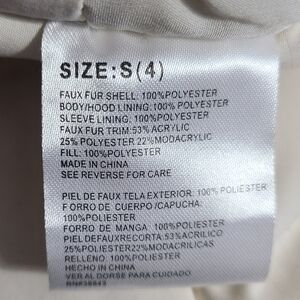 SIZE:S(4)
FAUX FUR SHELL: 100%POLYESTER
BODY/HOOD LINING:100% POLYESTER
SLEEVE LINING: 100%POLYESTER
FAUX FUR TRIM:53% ACRYLIC
25% POLYESTER 22%MODACRYLIC
FILL: 100%POLYESTER
MADE IN CHINA
SEE REVERSE FOR CARE
PIEL DE FAUX TELA EXTERIOR: 100% POLIESTER
FORRO DE CUERPO /CAPUCHA:
100%POLIESTER
FORRO DE MANGA: 100% POLIESTER
PIEL DEFAUXRECORTA:53%ACRILICO
25%POLIESTER22%MODACRILICAS
RELLENO: 100%POLIESTER
HECHO IN CHINA
VER AL DORSE PARA CUIDADO